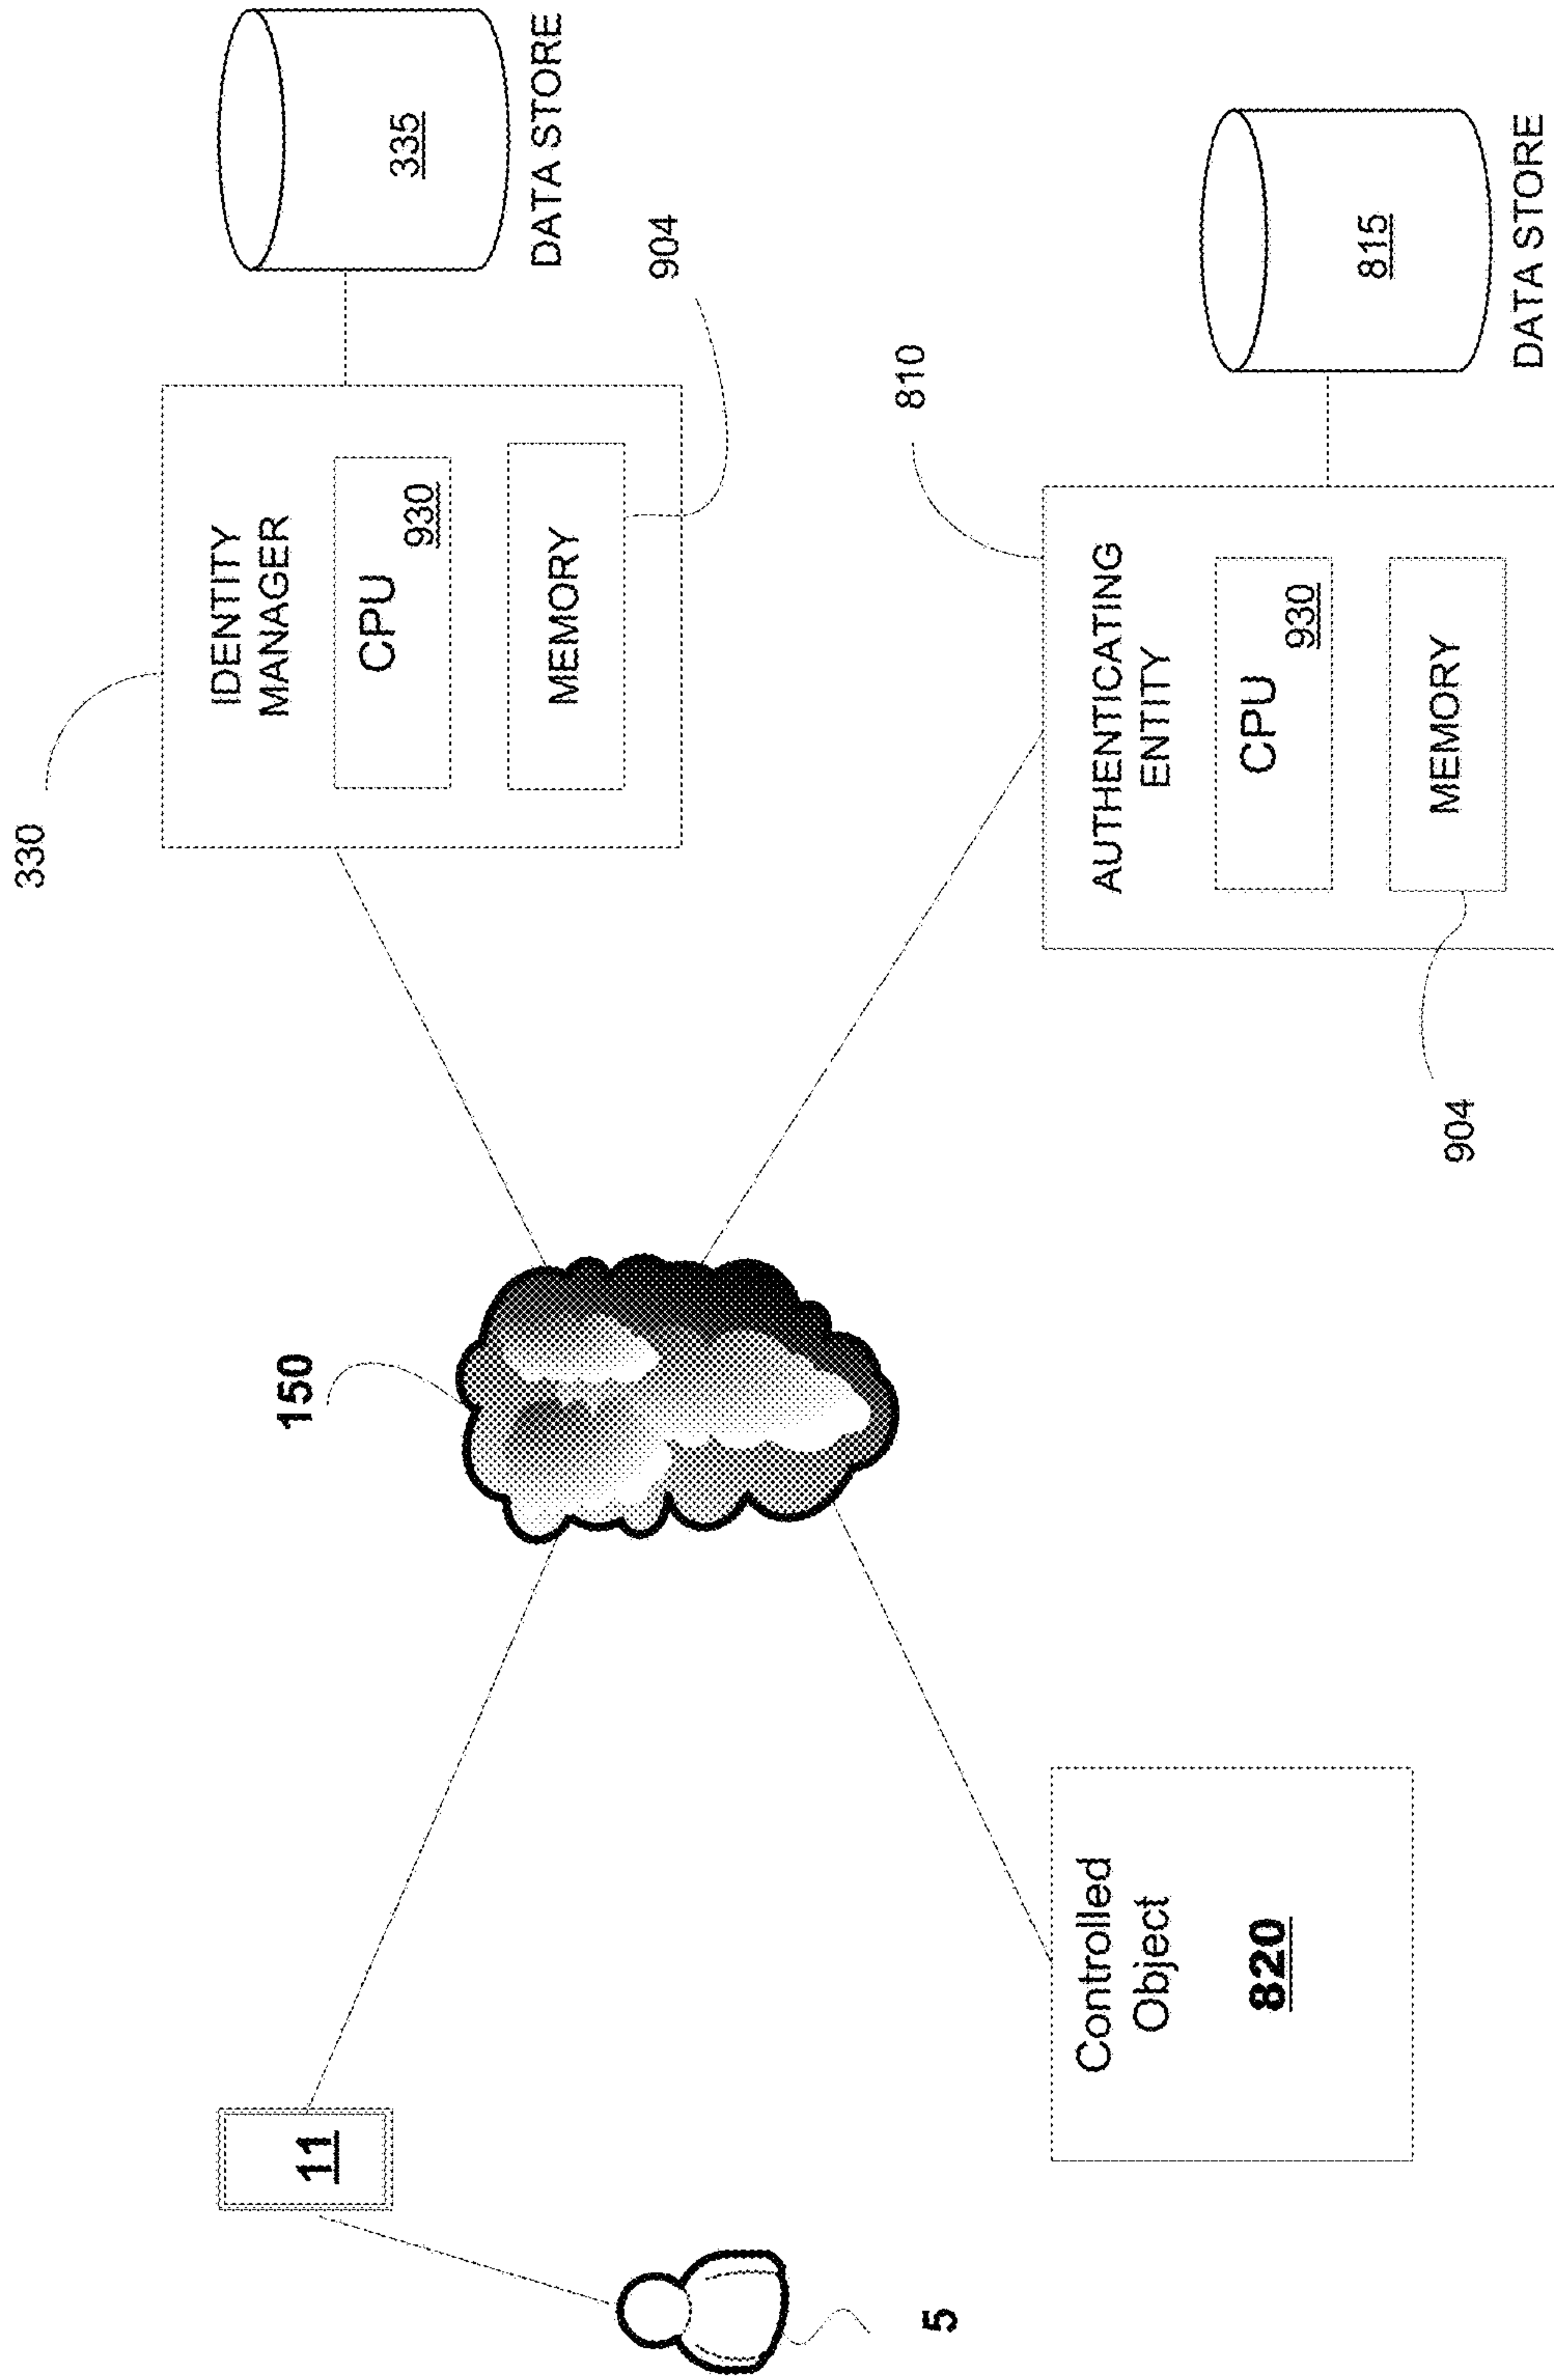 330
IDENTITY
MANAGER
CPU
930
MEMORY
904
335
DATA STORE
150
11
5
810
AUTHENTICATING
ENTITY
CPU
930
MEMORY
904
815
DATA STORE
Controlled
Object
820